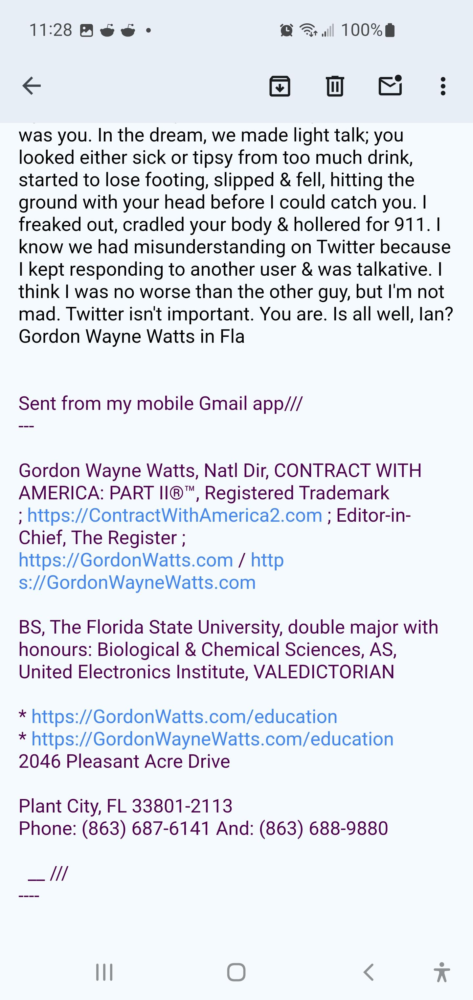 11:28
100%
was you. In the dream, we made light talk; you
looked either sick or tipsy from too much drink,
started to lose footing, slipped & fell, hitting the
ground with your head before I could catch you. I
freaked out, cradled your body & hollered for 911. I
know we had misunderstanding on Twitter because
I kept responding to another user & was talkative. I
think I was no worse than the other guy, but I'm not
mad. Twitter isn't important. You are. Is all well, Ian?
Gordon Wayne Watts in Fla
Sent from my mobile Gmail app///
---
Gordon Wayne Watts, Natl Dir, CONTRACT WITH
AMERICA: PART II®™, Registered Trademark
; https://ContractWithAmerica2.com ; Editor-in-
Chief, The Register ;
https://GordonWatts.com / http
s://GordonWayneWatts.com
BS, The Florida State University, double major with
honours: Biological & Chemical Sciences, AS,
United Electronics Institute, VALEDICTORIAN
* https://GordonWatts.com/education
* https://GordonWayneWatts.com/education
2046 Pleasant Acre Drive
Plant City, FL 33801-2113
Phone: (863) 687-6141 And: (863) 688-9880
__ ///
----